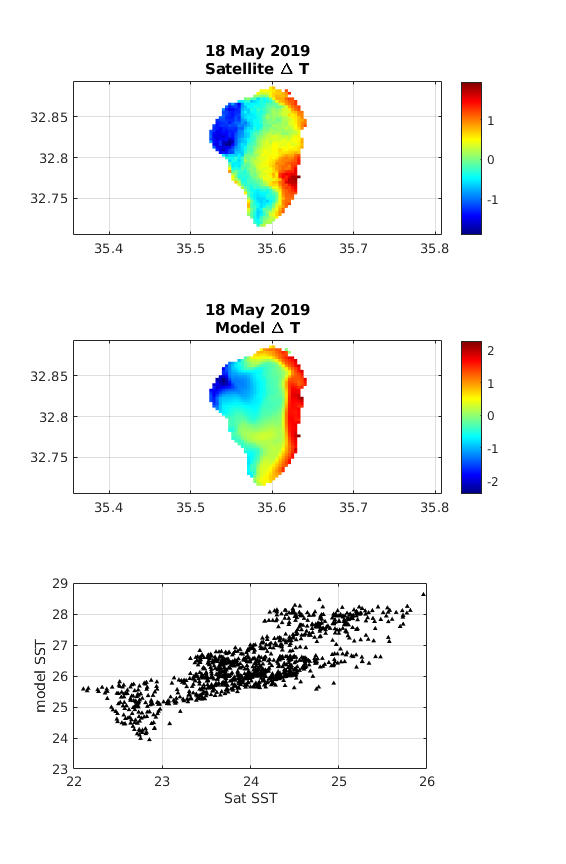 18 May 2019
Satellite Δ T
32.85
32.8
32.75
35.4 35.5 35.6 35.7 35.8
1
0
-1
18 May 2019
Model Δ T
32.85
32.8
32.75
35.4 35.5 35.6 35.7 35.8
2
1
0
-1
-2
29
28
27
26
25
24
23
model SST
22 23 24 25 26
Sat SST